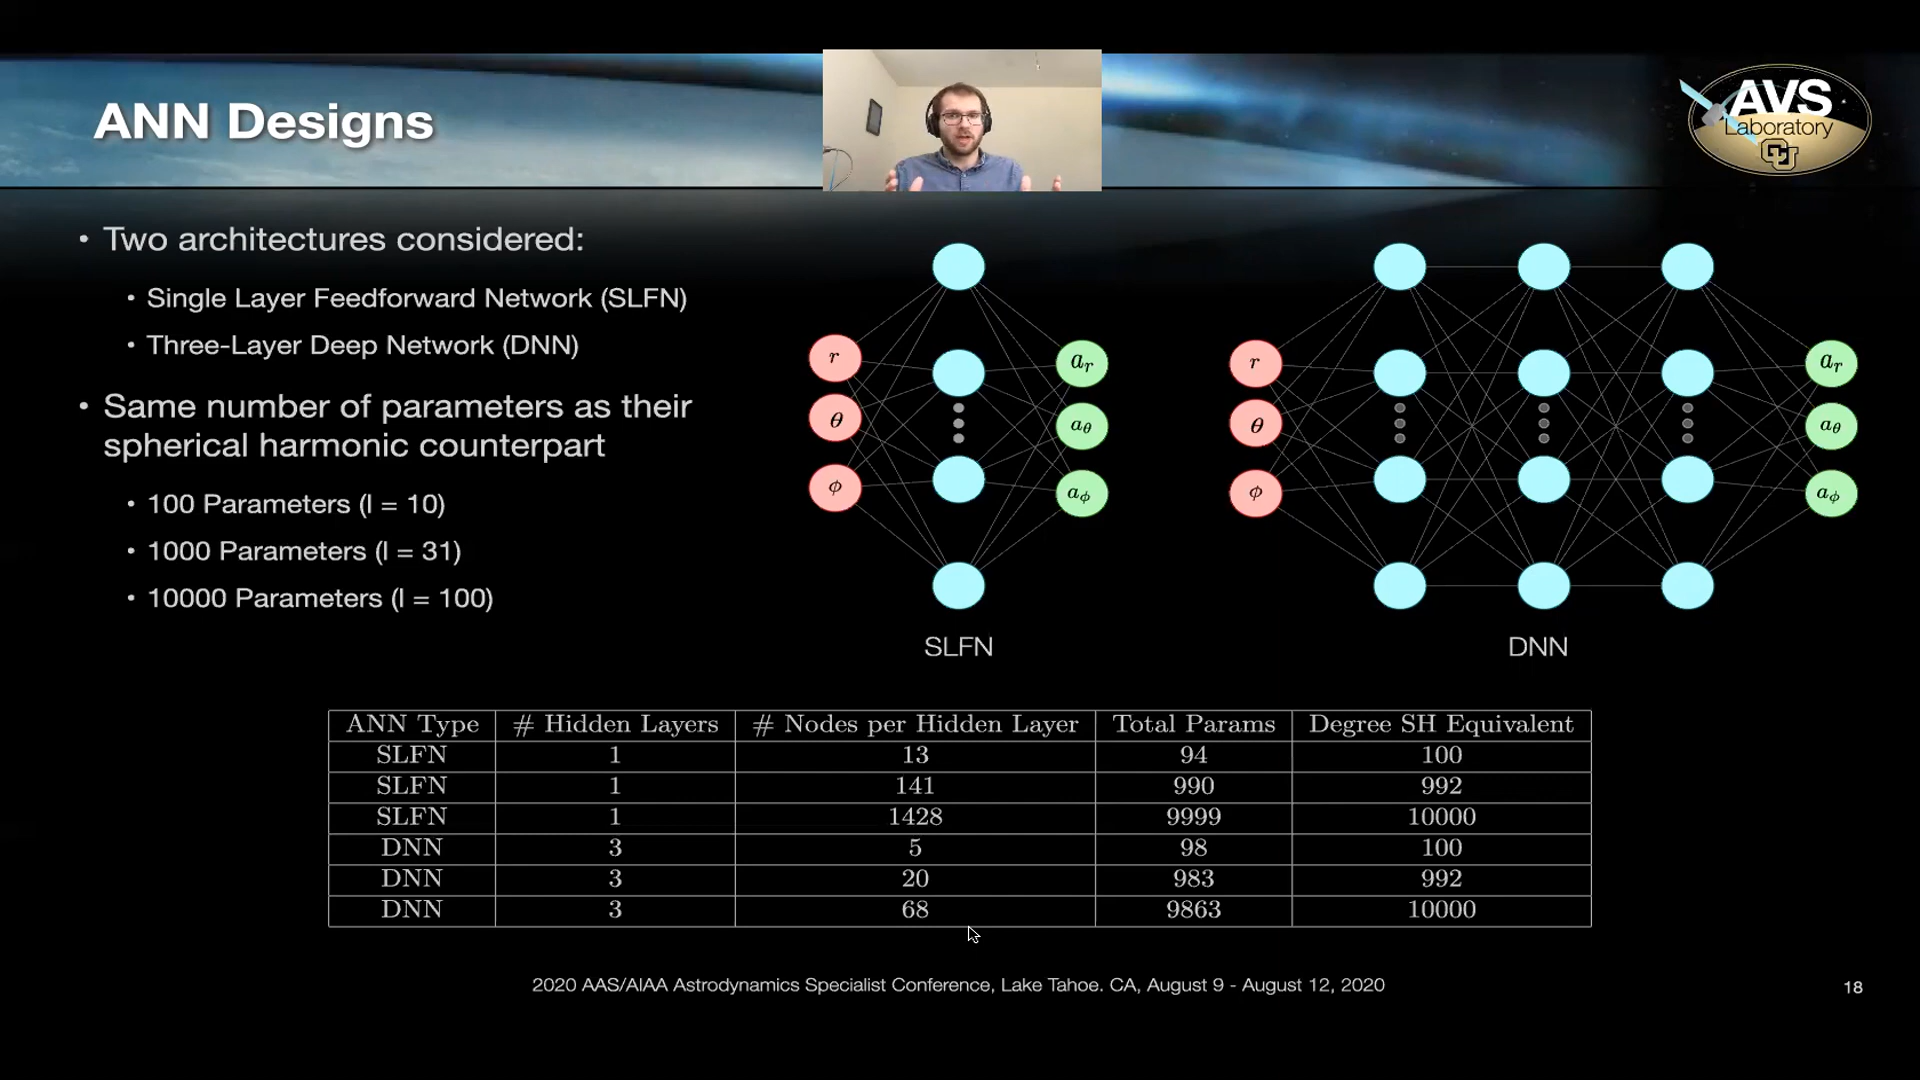 ANN Designs
AVS
Laboratory
CU
• Two architectures considered:
• Single Layer Feedforward Network (SLFN)
• Three-Layer Deep Network (DNN)
• Same number of parameters as their
spherical harmonic counterpart
• 100 Parameters (l = 10)
• 1000 Parameters (l = 31)
• 10000 Parameters (l = 100)
r
θ
ϕ
a_r
a_θ
a_ϕ
SLFN
r
θ
ϕ
a_r
a_θ
a_ϕ
DNN
ANN Type # Hidden Layers # Nodes per Hidden Layer Total Params Degree SH Equivalent
SLFN 1 13 94 100
SLFN 1 141 990 992
SLFN 1 1428 9999 10000
DNN 3 5 98 100
DNN 3 20 983 992
DNN 3 68 9863 10000
2020 AAS/AIAA Astrodynamics Specialist Conference, Lake Tahoe. CA, August 9 - August 12, 2020
18